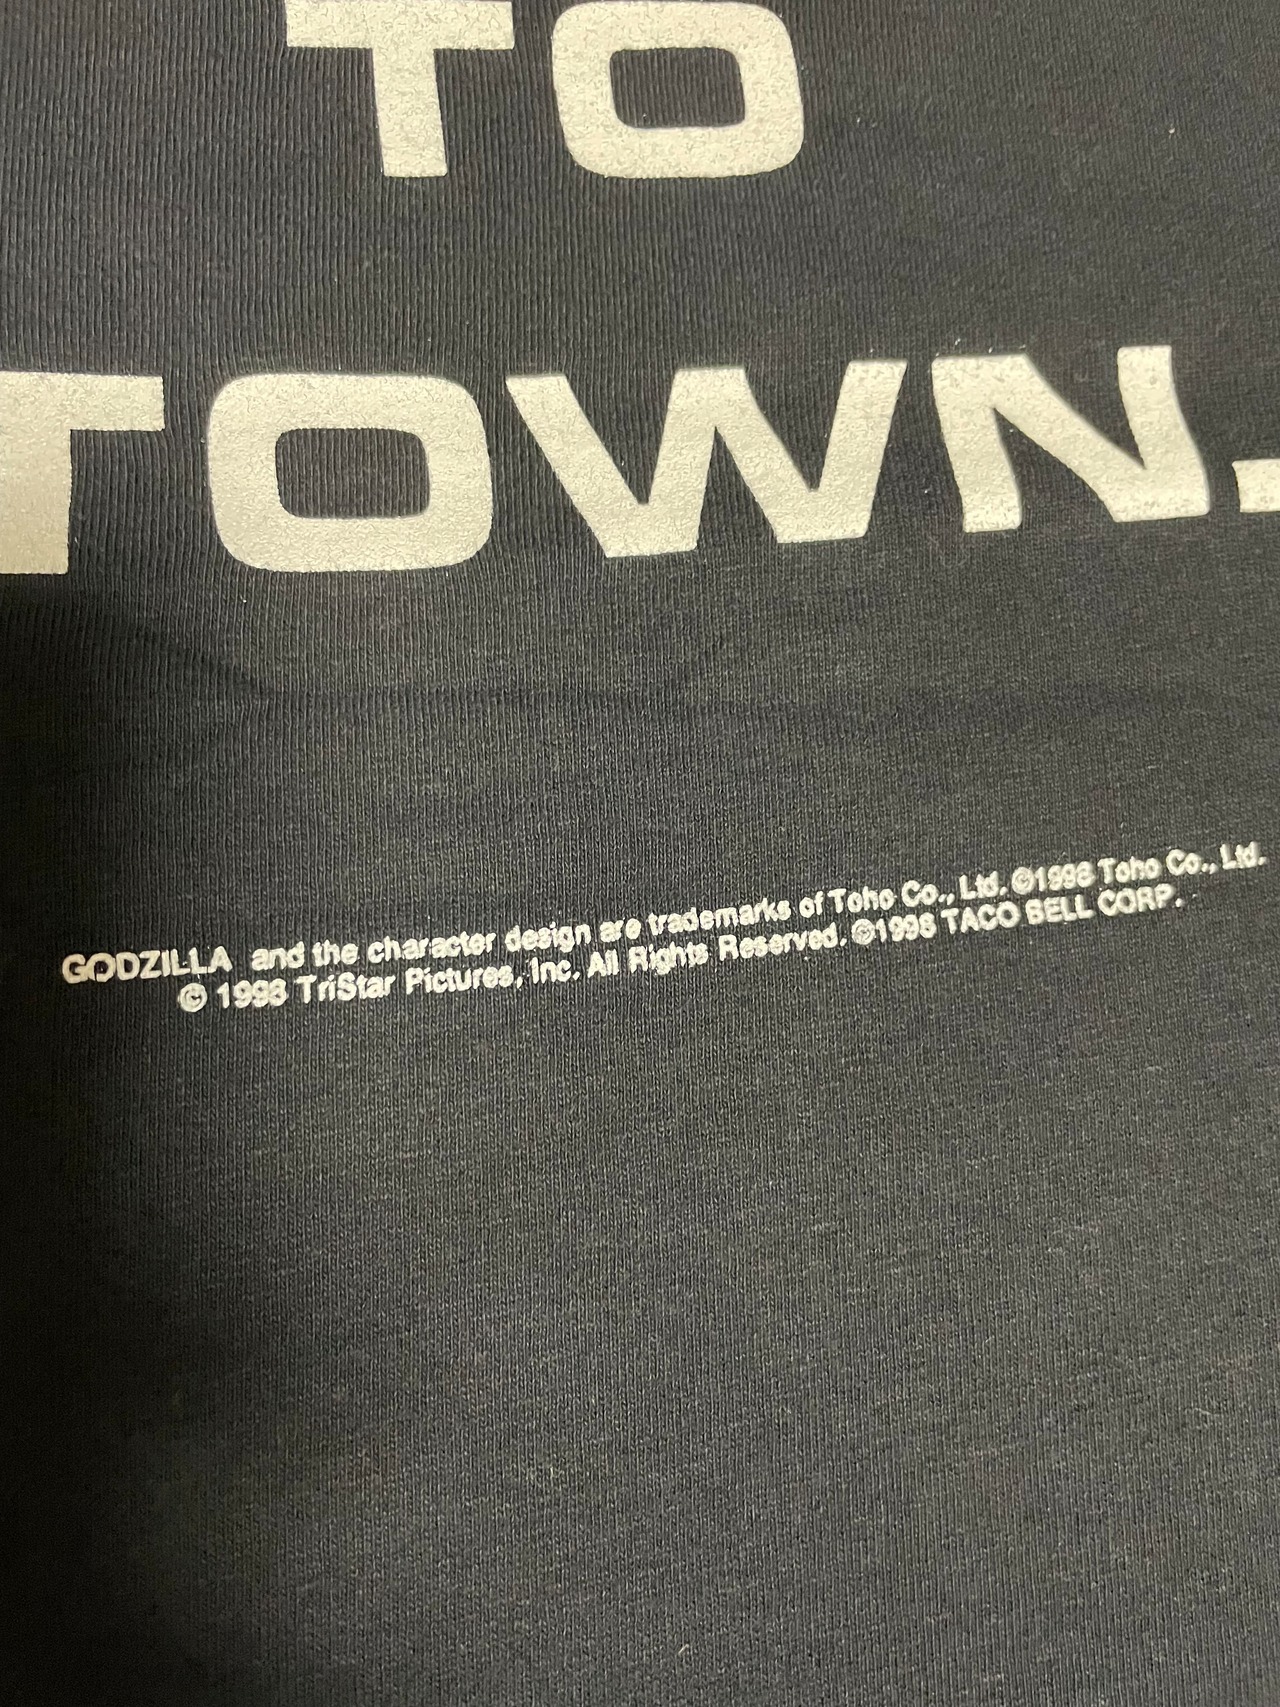 TO
TOWN.
GODZILLA and the character design are trademarks of Toho Co., Ltd. ©1998 Toho Co., Ltd.
© 1998 TriStar Pictures, Inc. All Rights Reserved. ©1998 TACO BELL CORP.